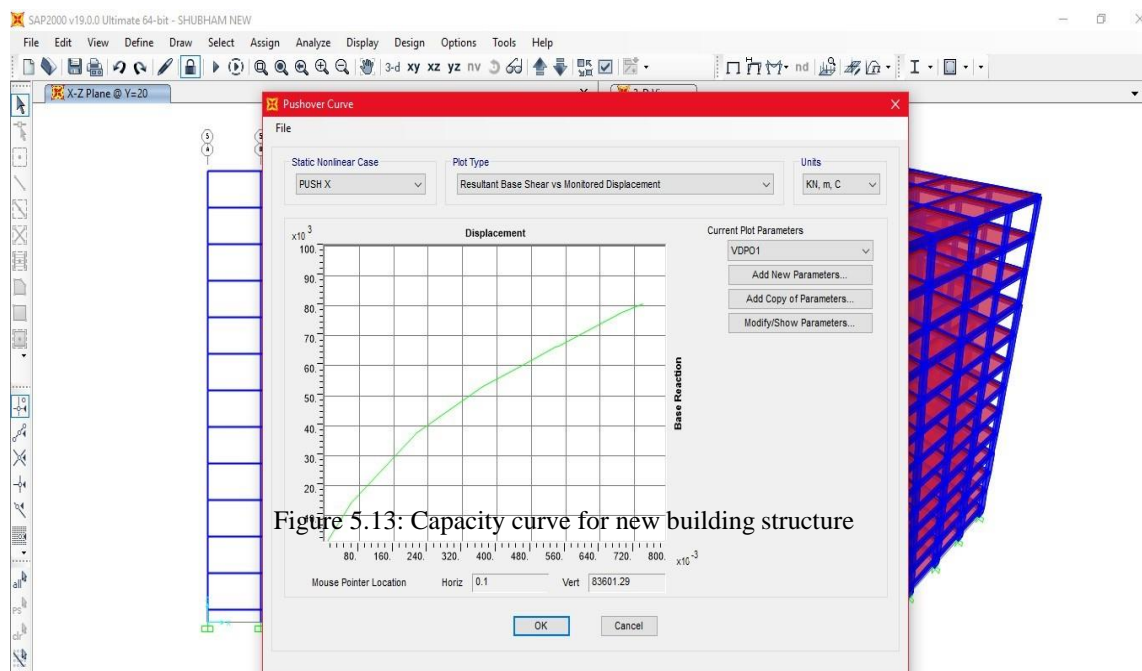 SAP2000 v19.0.0 Ultimate 64-bit - SHUBHAM NEW
File Edit View Define Draw Select Assign Analyze Display Design Options Tools Help
3-d xy xz yz nv nd
X-Z Plane @ Y=20
Pushover Curve
File
Static Nonlinear Case
Plot Type
Units
PUSH X
Resultant Base Shear vs Monitored Displacement
KN, m, C
x10 3
Displacement
Current Plot Parameters
VDPO1
Add New Parameters...
Add Copy of Parameters...
Modify/Show Parameters...
100.
90.
80.
70.
60.
50.
40.
30.
20.
Base Reaction
Figure 5.13: Capacity curve for new building structure
80. 160. 240. 320. 400. 480. 560. 640. 720. 800. x10 -3
Mouse Pointer Location Horiz 0.1 Vert 83601.29
OK Cancel
5
A
all
ps
clr